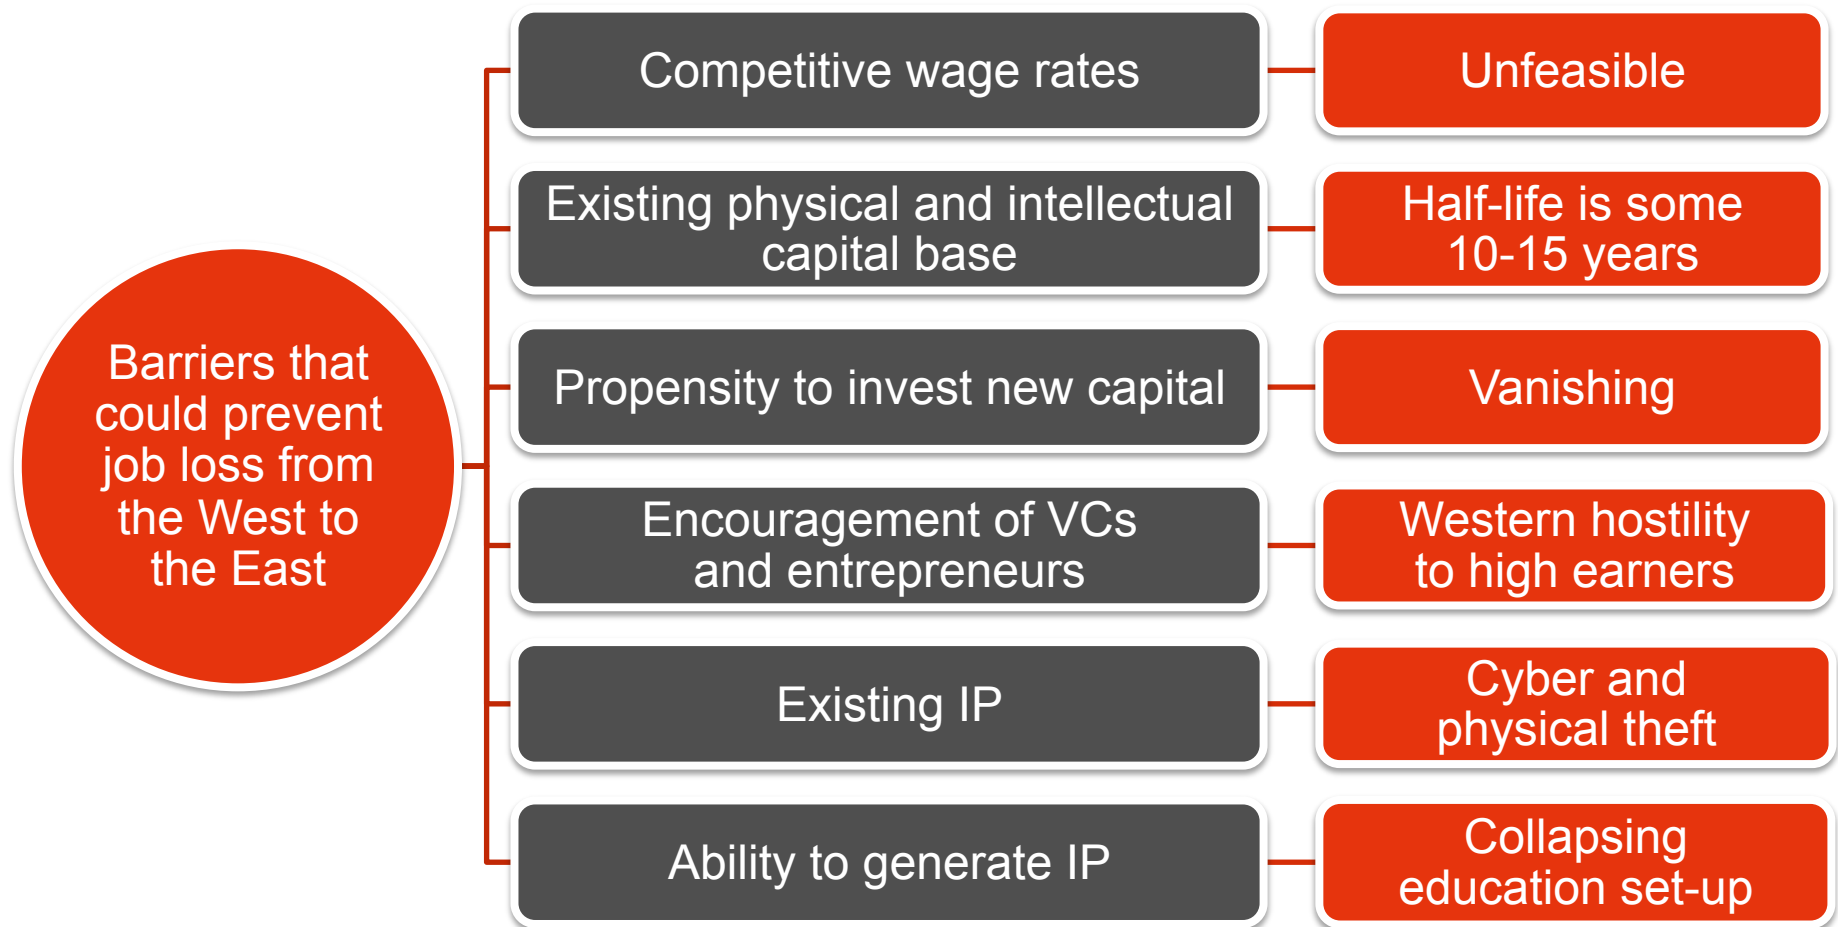 Barriers that
could prevent
job loss from
the West to
the East
Competitive wage rates
Unfeasible
Existing physical and intellectual
capital base
Half-life is some
10-15 years
Propensity to invest new capital
Vanishing
Encouragement of VCs
and entrepreneurs
Western hostility
to high earners
Existing IP
Cyber and
physical theft
Ability to generate IP
Collapsing
education set-up